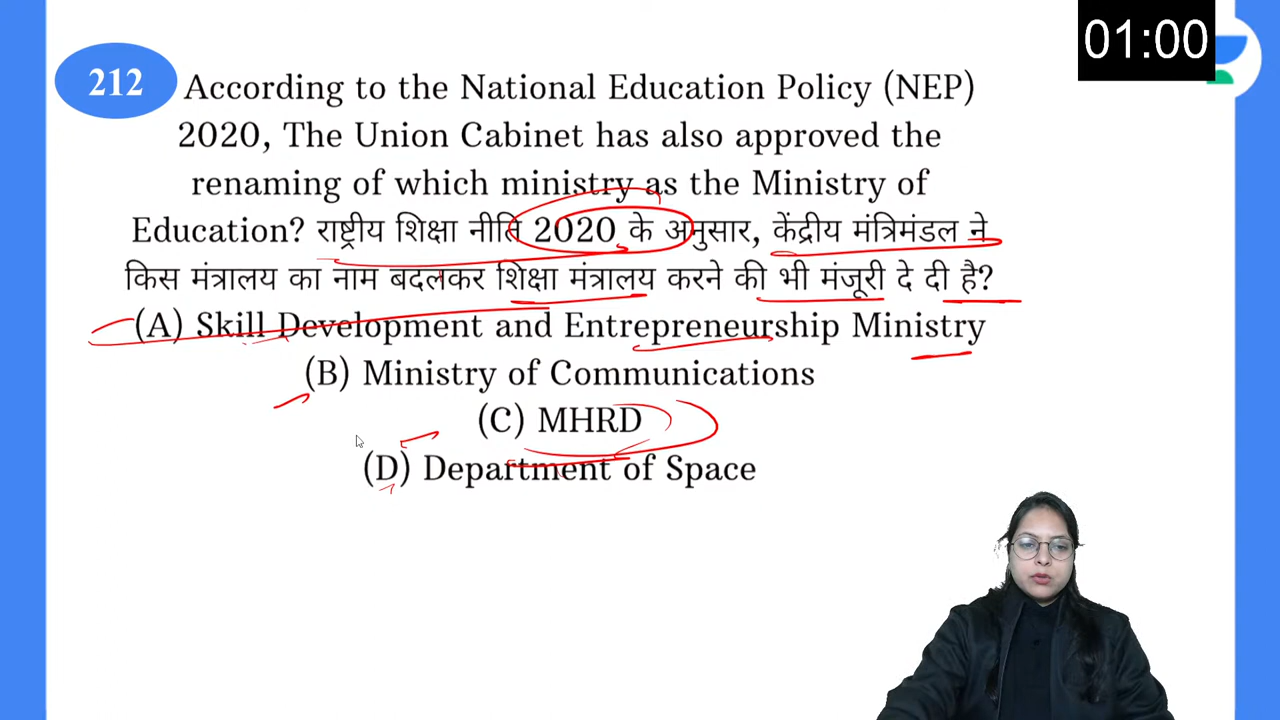 01:00
212
According to the National Education Policy (NEP)
2020, The Union Cabinet has also approved the
renaming of which ministry as the Ministry of
Education? राष्ट्रीय शिक्षा नीति 2020 के अनुसार, केंद्रीय मंत्रिमंडल ने
किस मंत्रालय का नाम बदलकर शिक्षा मंत्रालय करने की भी मंजूरी दे दी है?
(A) Skill Development and Entrepreneurship Ministry
(B) Ministry of Communications
(C) MHRD
(D) Department of Space